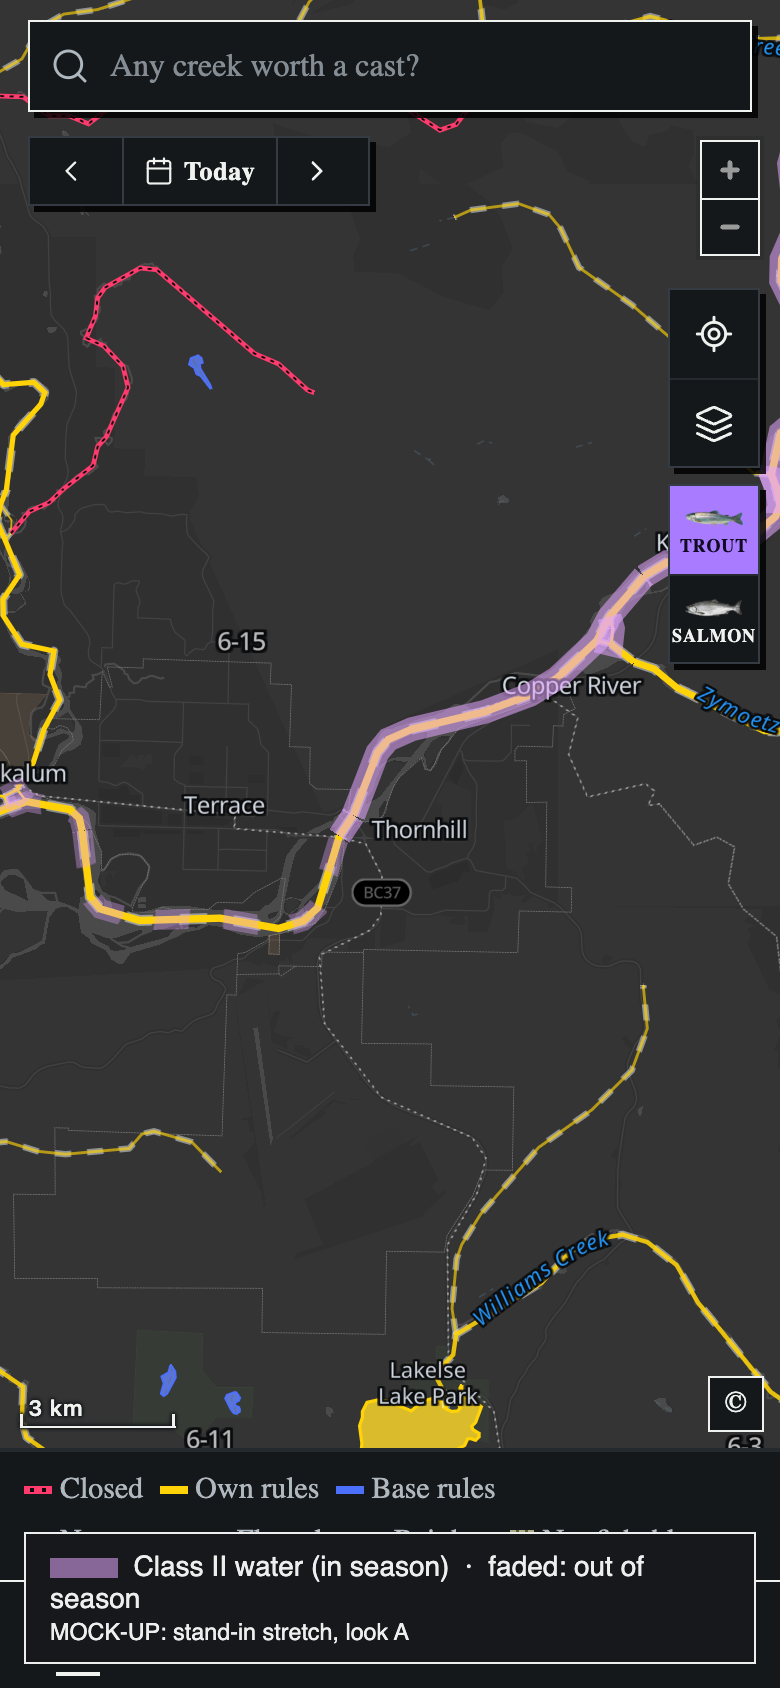 Any creek worth a cast?
Today
TROUT
SALMON
6-15
Copper River
Zymoetz
kalum
Terrace
Thornhill
BC37
Williams Creek
Lakelse
Lake Park
3 km
6-11
6-3
©
Closed
Own rules
Base rules
Class II water (in season) · faded: out of
season
MOCK-UP: stand-in stretch, look A